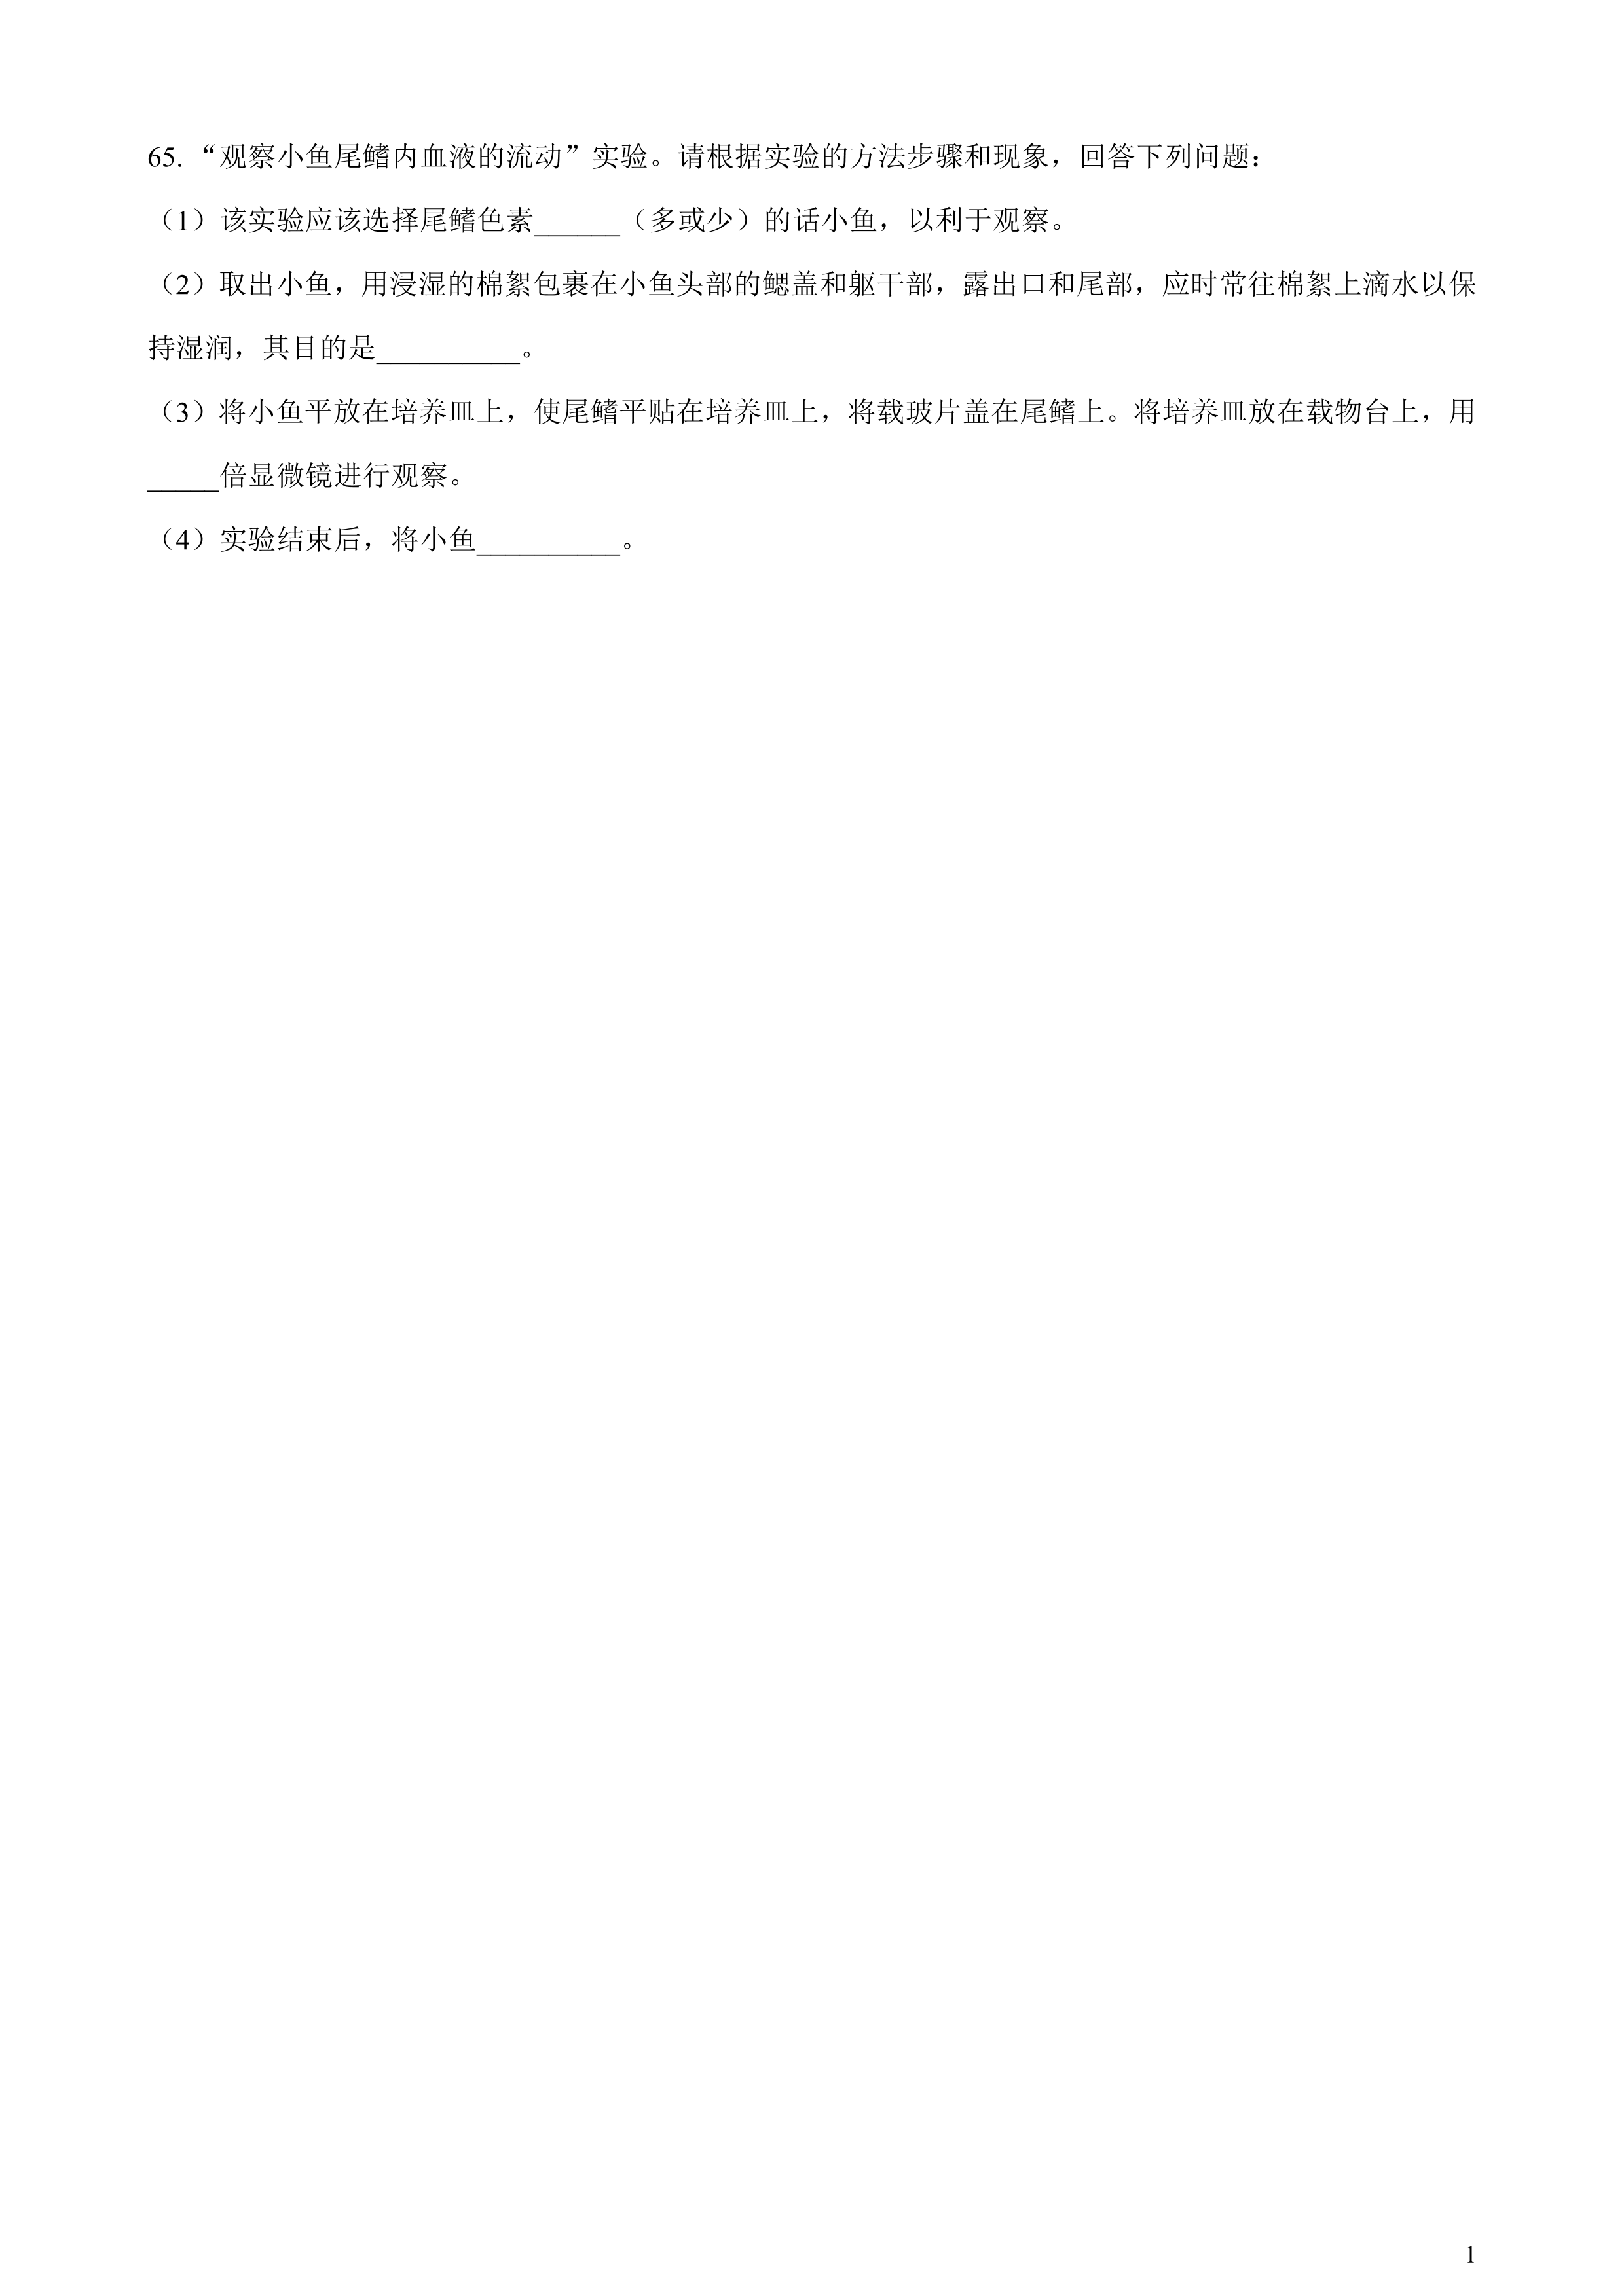 65. “观察小鱼尾鳍内血液的流动”实验。请根据实验的方法步骤和现象，回答下列问题：
（1）该实验应该选择尾鳍色素______（多或少）的话小鱼，以利于观察。
（2）取出小鱼，用浸湿的棉絮包裹在小鱼头部的鳃盖和躯干部，露出口和尾部，应时常往棉絮上滴水以保
持湿润，其目的是__________。
（3）将小鱼平放在培养皿上，使尾鳍平贴在培养皿上，将载玻片盖在尾鳍上。将培养皿放在载物台上，用
_____倍显微镜进行观察。
（4）实验结束后，将小鱼__________。
1